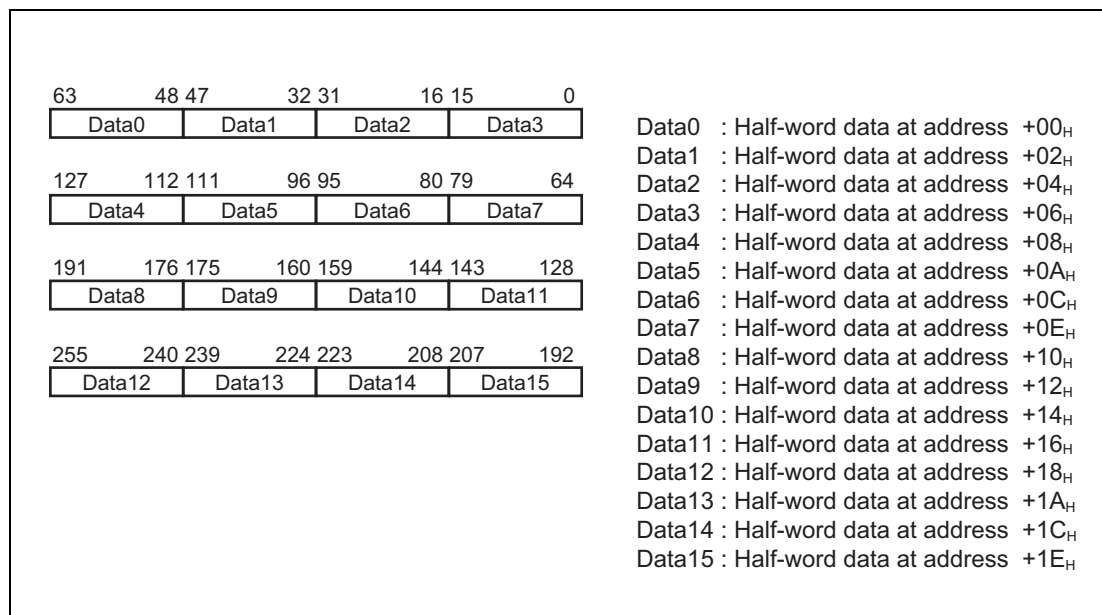 63 48 47 32 31 16 15 0
Data0 Data1 Data2 Data3
127 112 111 96 95 80 79 64
Data4 Data5 Data6 Data7
191 176 175 160 159 144 143 128
Data8 Data9 Data10 Data11
255 240 239 224 223 208 207 192
Data12 Data13 Data14 Data15
Data0 : Half-word data at address +00H
Data1 : Half-word data at address +02H
Data2 : Half-word data at address +04H
Data3 : Half-word data at address +06H
Data4 : Half-word data at address +08H
Data5 : Half-word data at address +0AH
Data6 : Half-word data at address +0CH
Data7 : Half-word data at address +0EH
Data8 : Half-word data at address +10H
Data9 : Half-word data at address +12H
Data10 : Half-word data at address +14H
Data11 : Half-word data at address +16H
Data12 : Half-word data at address +18H
Data13 : Half-word data at address +1AH
Data14 : Half-word data at address +1CH
Data15 : Half-word data at address +1EH